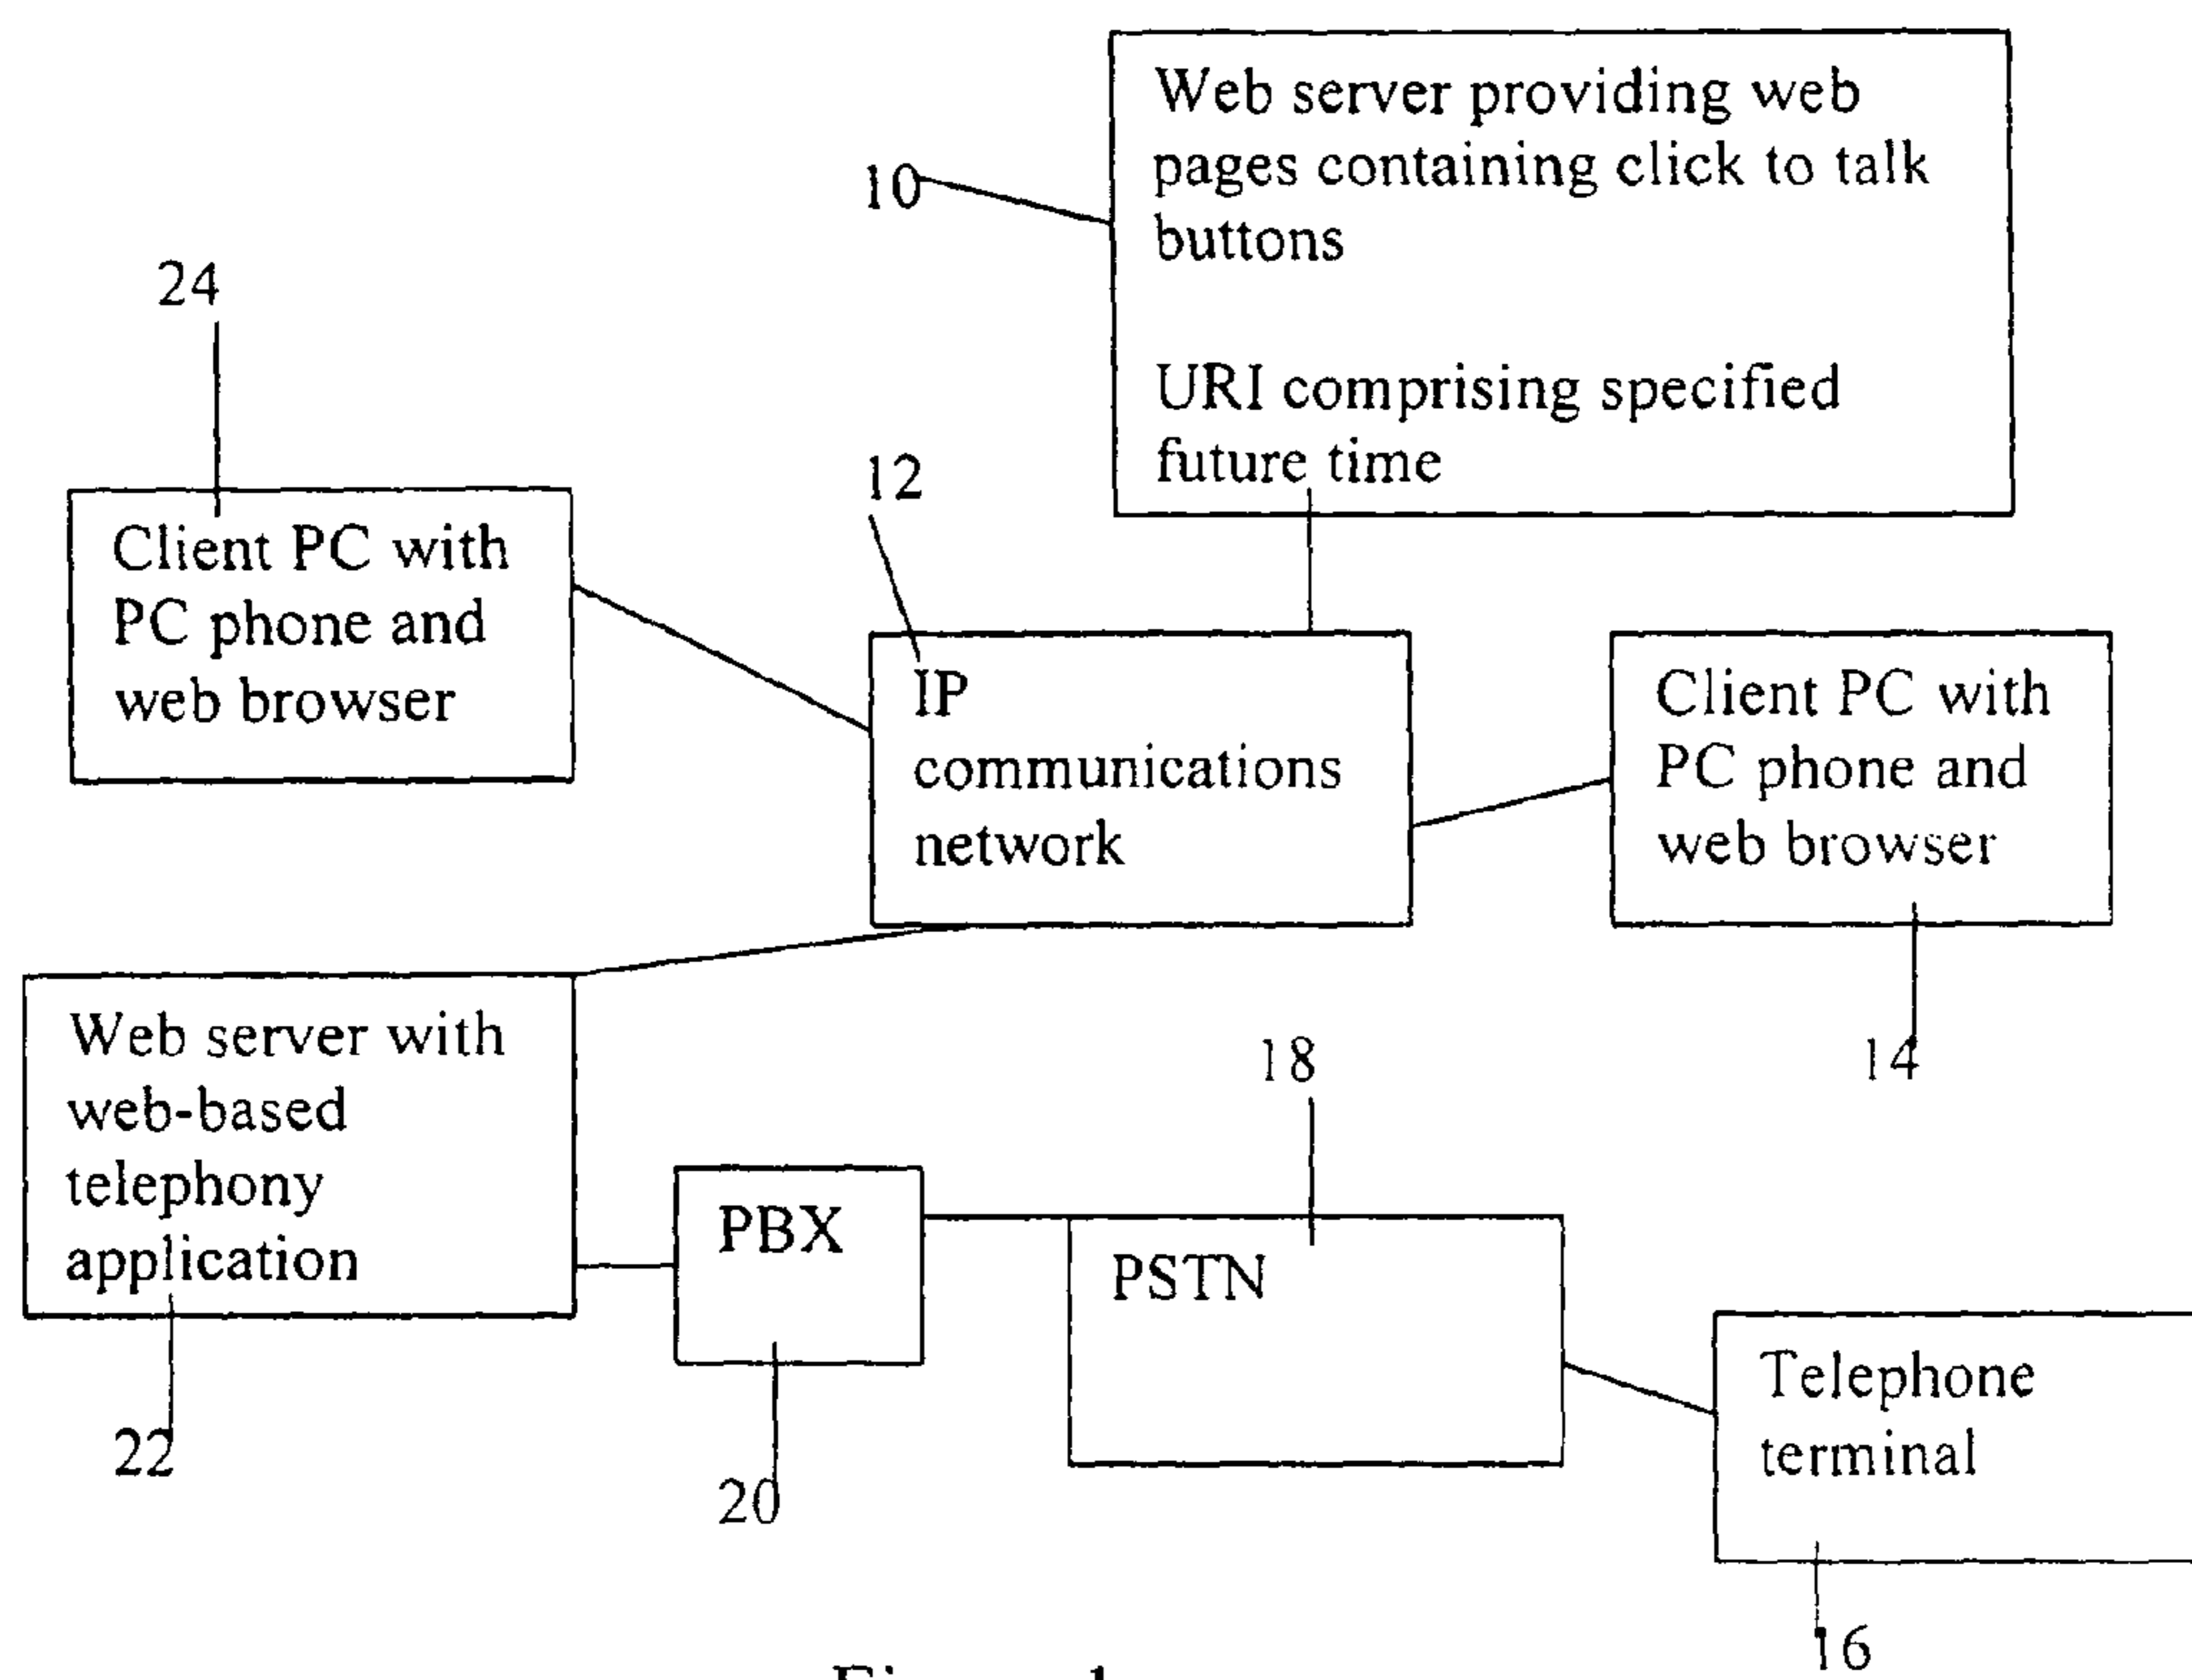 Web server providing web
pages containing click to talk
buttons
URI comprising specified
future time
10
24
Client PC with
PC phone and
web browser
12
IP
communications
network
Client PC with
PC phone and
web browser
14
Web server with
web-based
telephony
application
22
PBX
20
18
PSTN
Telephone
terminal
16